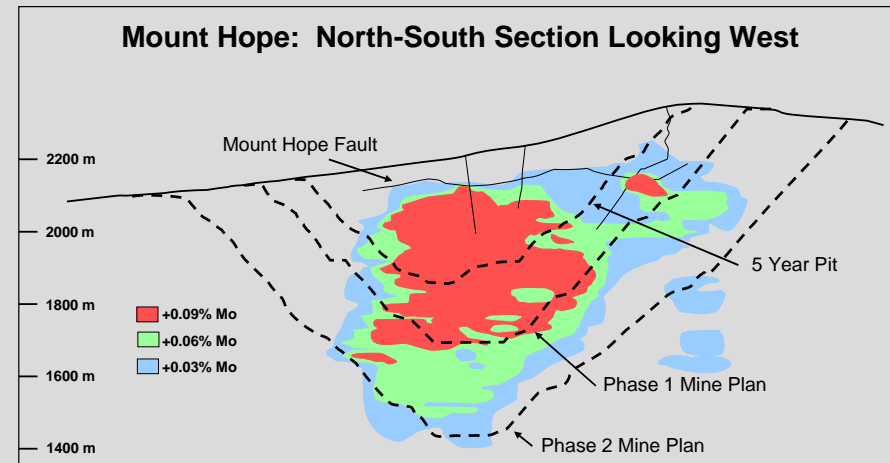 Mount Hope:  North-South Section Looking West
Mount Hope Fault
2200 m
2000 m
5 Year Pit
1800 m
+0.09% Mo
+0.06% Mo
+0.03% Mo
1600 m
Phase 1 Mine Plan
Phase 2 Mine Plan
1400 m